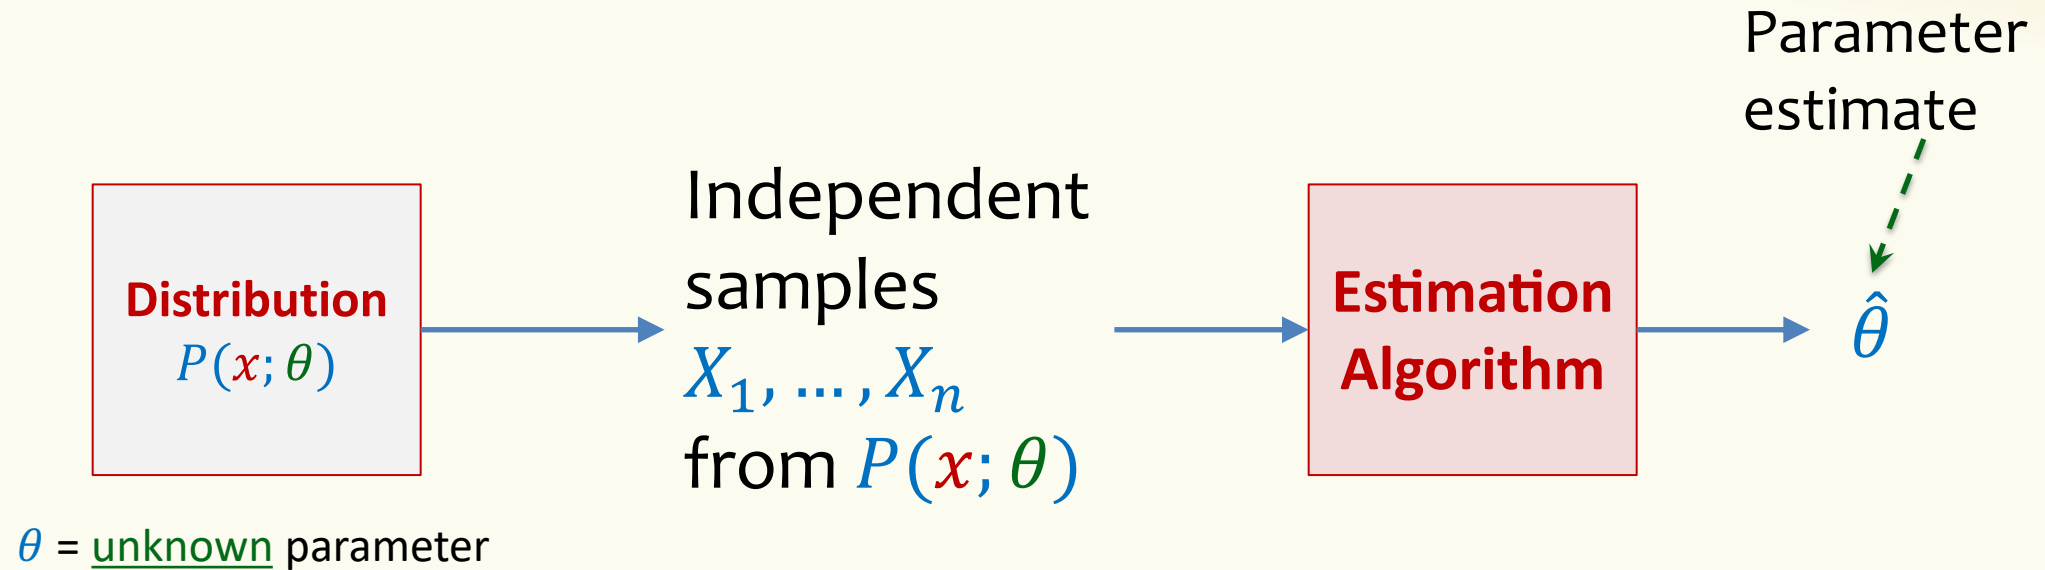 Parameter
estimate
Distribution
P(x; θ)
Independent
samples
X₁, … , Xₙ
from P(x; θ)
Estimation
Algorithm
θ̂
θ = unknown parameter